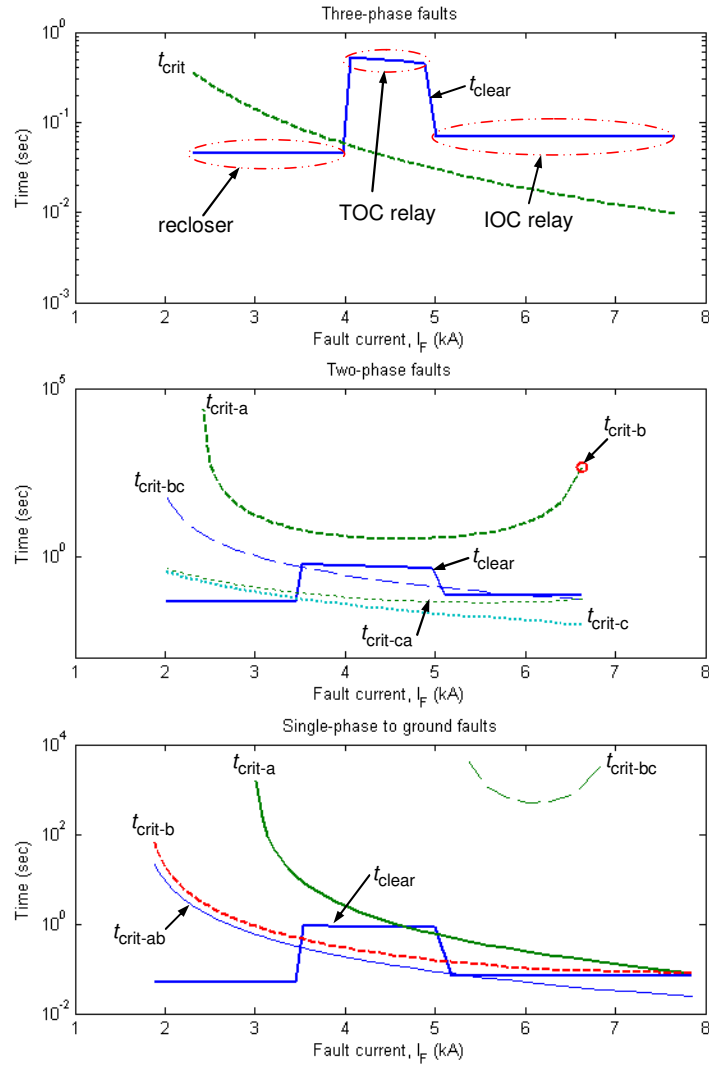 Three-phase faults
10^0
10^-1
10^-2
10^-3
Time (sec)
t_crit
t_clear
recloser
TOC relay
IOC relay
1 2 3 4 5 6 7 8
Fault current, I_F (kA)
Two-phase faults
10^5
10^0
Time (sec)
t_crit-a
t_crit-b
t_crit-bc
t_clear
t_crit-ca
t_crit-c
1 2 3 4 5 6 7 8
Fault current, I_F (kA)
Single-phase to ground faults
10^4
10^2
10^0
10^-2
Time (sec)
t_crit-a
t_crit-bc
t_crit-b
t_clear
t_crit-ab
1 2 3 4 5 6 7 8
Fault current, I_F (kA)